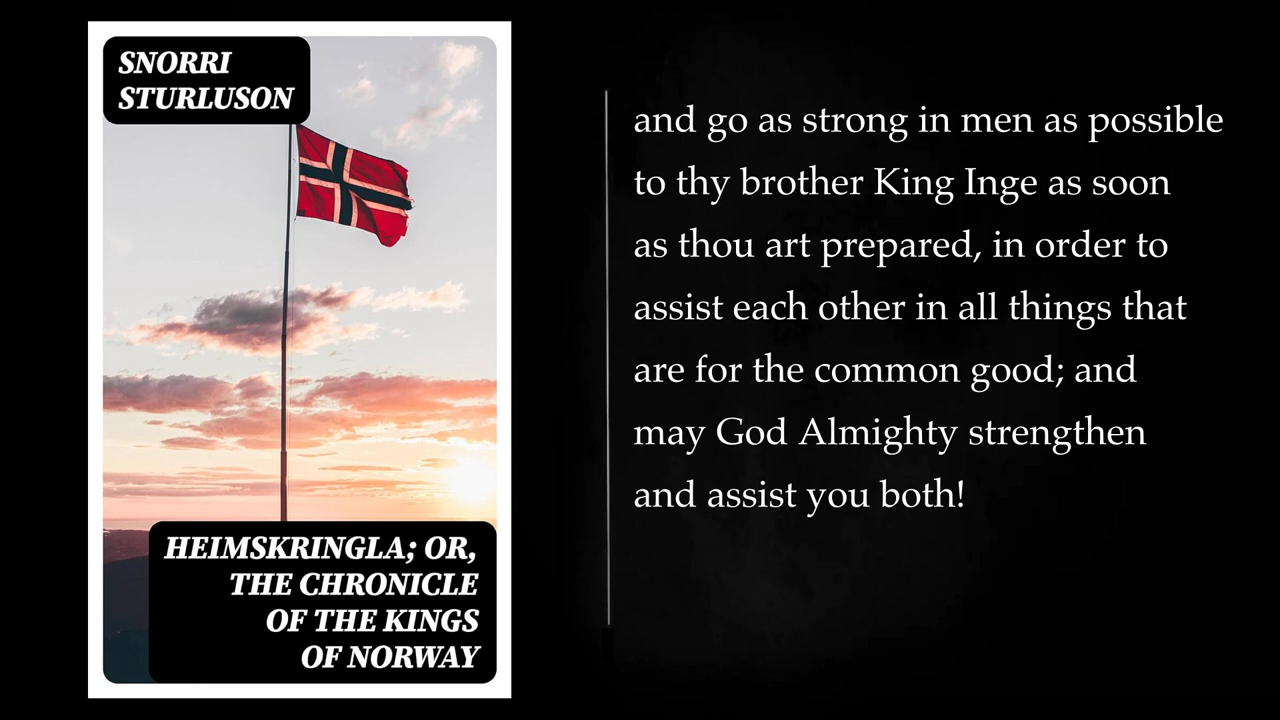 SNORRI
STURLUSON
HEIMSKRINGLA; OR,
THE CHRONICLE
OF THE KINGS
OF NORWAY
and go as strong in men as possible
to thy brother King Inge as soon
as thou art prepared, in order to
assist each other in all things that
are for the common good; and
may God Almighty strengthen
and assist you both!